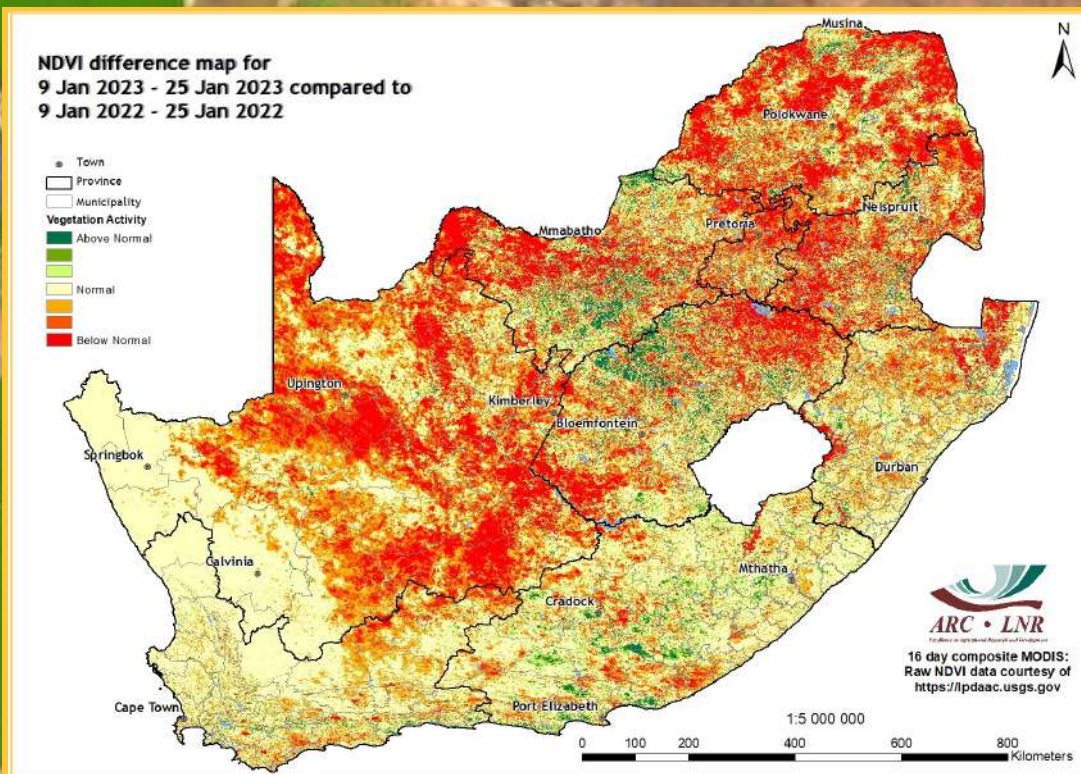 NDVI difference map for
9 Jan 2023 - 25 Jan 2023 compared to
9 Jan 2022 - 25 Jan 2022
N
Town
Province
Municipality
Vegetation Activity
Above Normal
Normal
Below Normal
Musina
Polokwane
Nelspruit
Pretoria
Mmabatho
Upington
Kimberley
Bloemfontein
Springbok
Durban
Calvinia
Mthatha
Cradock
Cape Town
Port Elizabeth
ARC • LNR
16 day composite MODIS:
Raw NDVI data courtesy of
https://lpdaac.usgs.gov
1:5 000 000
0 100 200 400 600 800
Kilometers